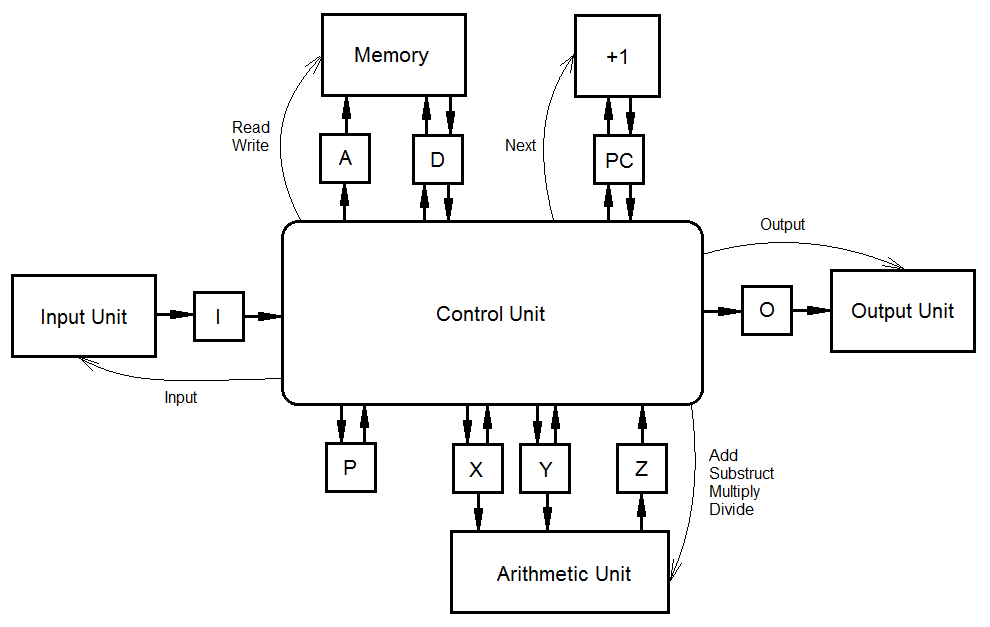 Memory
+1
Read
Write
Next
A
D
PC
Output
Input Unit
I
Control Unit
O
Output Unit
Input
P
X
Y
Z
Add
Substruct
Multiply
Divide
Arithmetic Unit